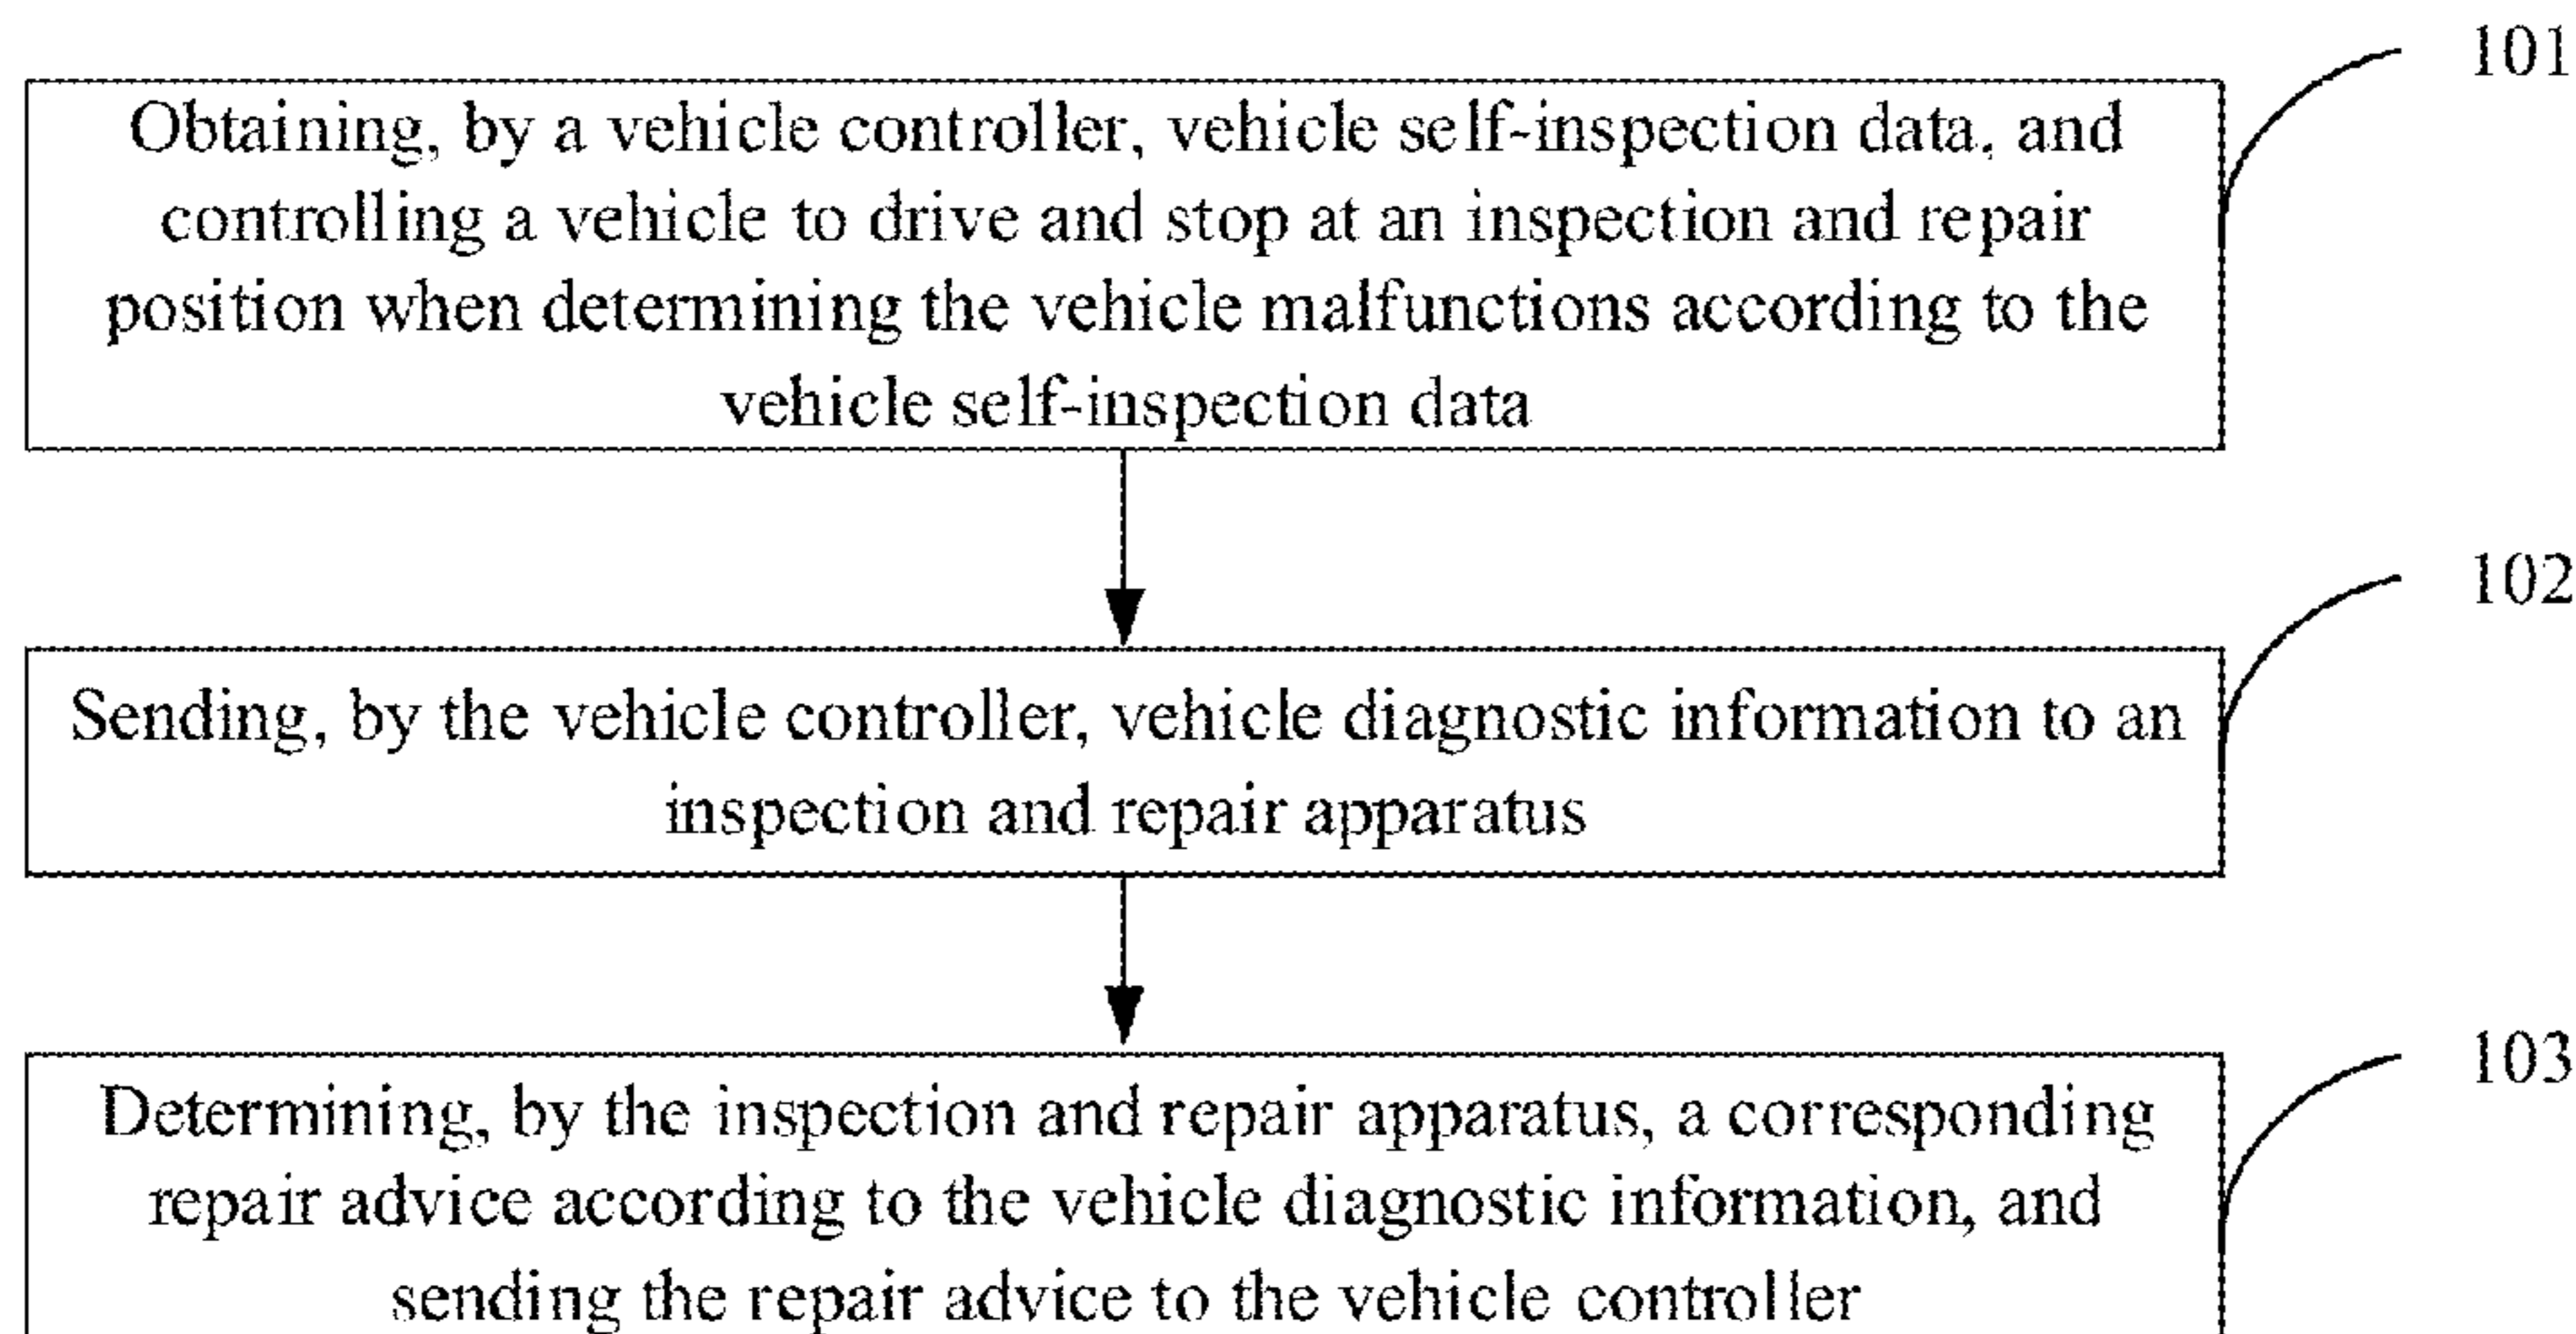 101
Obtaining, by a vehicle controller, vehicle self-inspection data, and
controlling a vehicle to drive and stop at an inspection and repair
position when determining the vehicle malfunctions according to the
vehicle self-inspection data
102
Sending, by the vehicle controller, vehicle diagnostic information to an
inspection and repair apparatus
103
Determining, by the inspection and repair apparatus, a corresponding
repair advice according to the vehicle diagnostic information, and
sending the repair advice to the vehicle controller